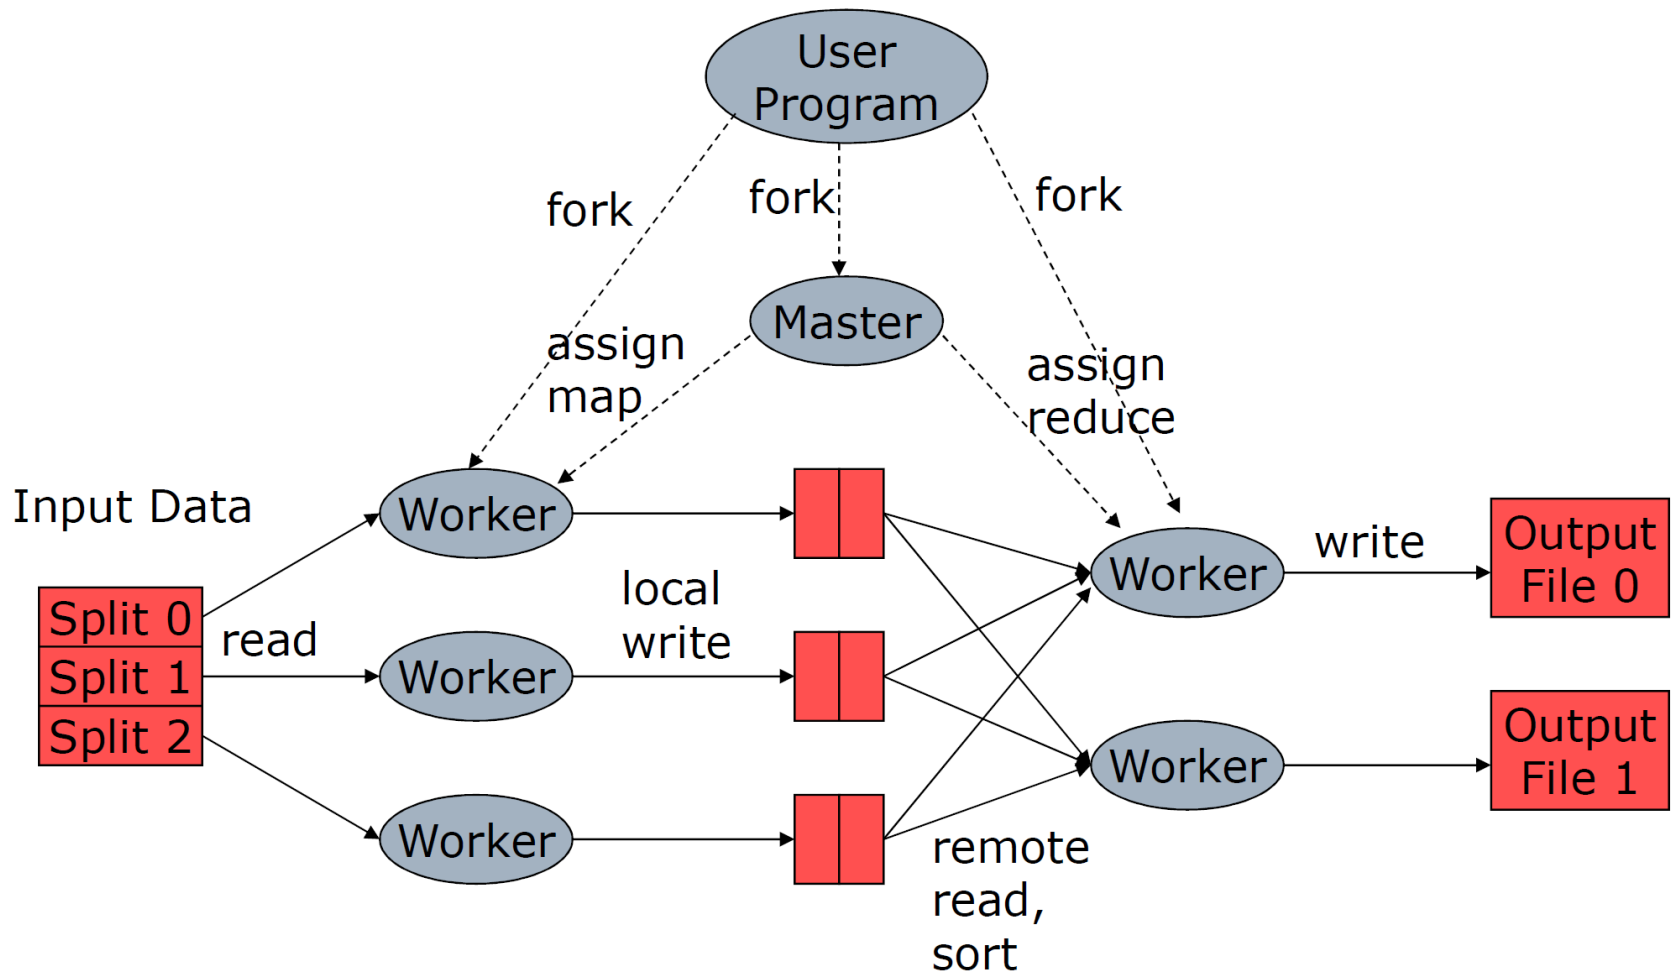 User
Program
fork
fork
fork
Master
assign
map
assign
reduce
Input Data
Worker
Split 0
Split 1
Split 2
read
Worker
local
write
Worker
Worker
write
Output
File 0
Worker
Output
File 1
remote
read,
sort